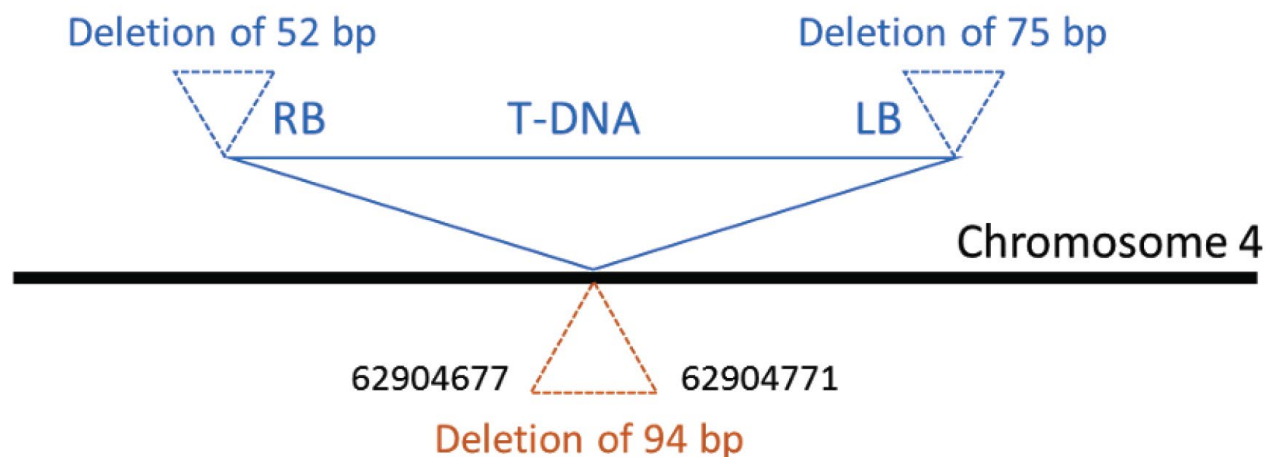 Deletion of 52 bp
Deletion of 75 bp
RB
T-DNA
LB
Chromosome 4
62904677
62904771
Deletion of 94 bp